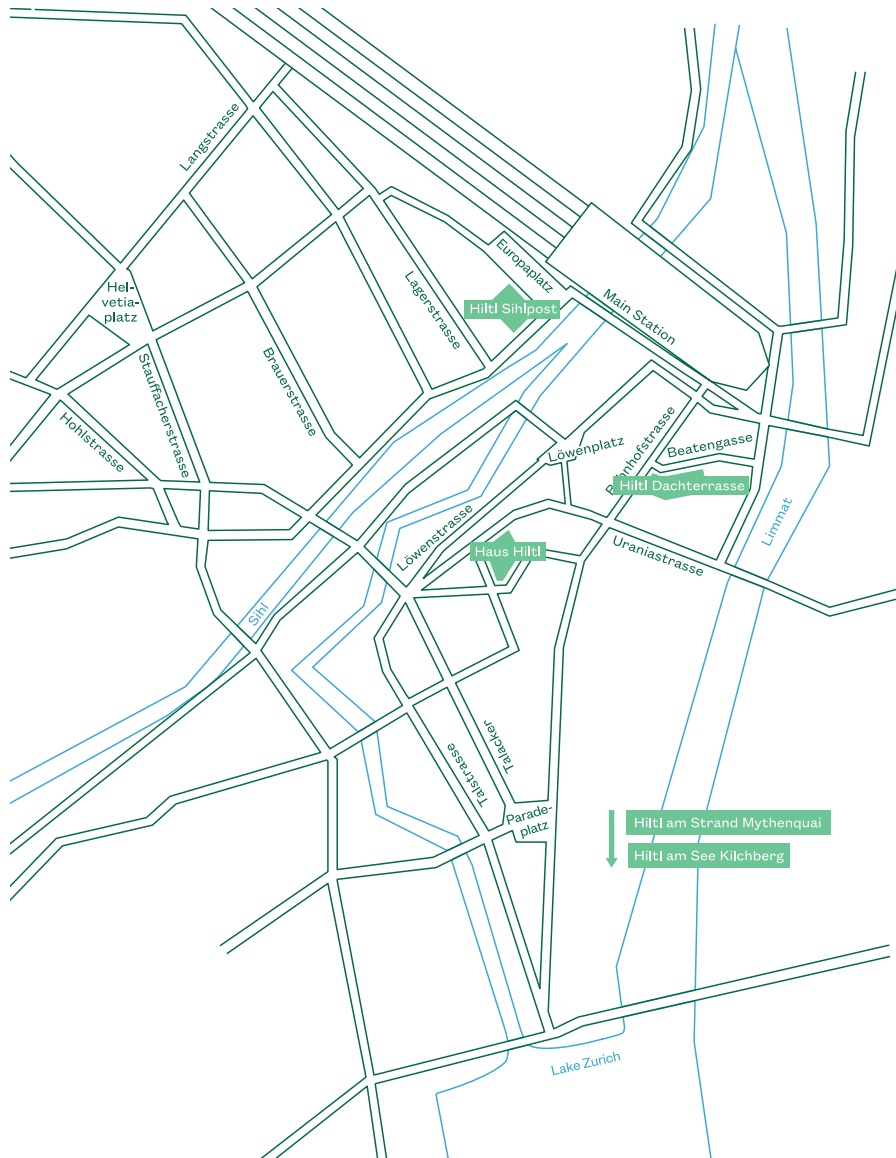 Langstrasse
Europaplatz
Hel-
vetia-
platz
Lagerstrasse
Hiltl Sihlpost
Main Station
Brauerstrasse
Stauffacherstrasse
Hohlstrasse
Löwenplatz
Bahnhofstrasse
Beatengasse
Hiltl Dachterrasse
Löwenstrasse
Haus Hiltl
Uraniastrasse
Limmat
Sihl
Talacker
Talstrasse
Parade-
platz
Hiltl am Strand Mythenquai
Hiltl am See Kilchberg
Lake Zurich